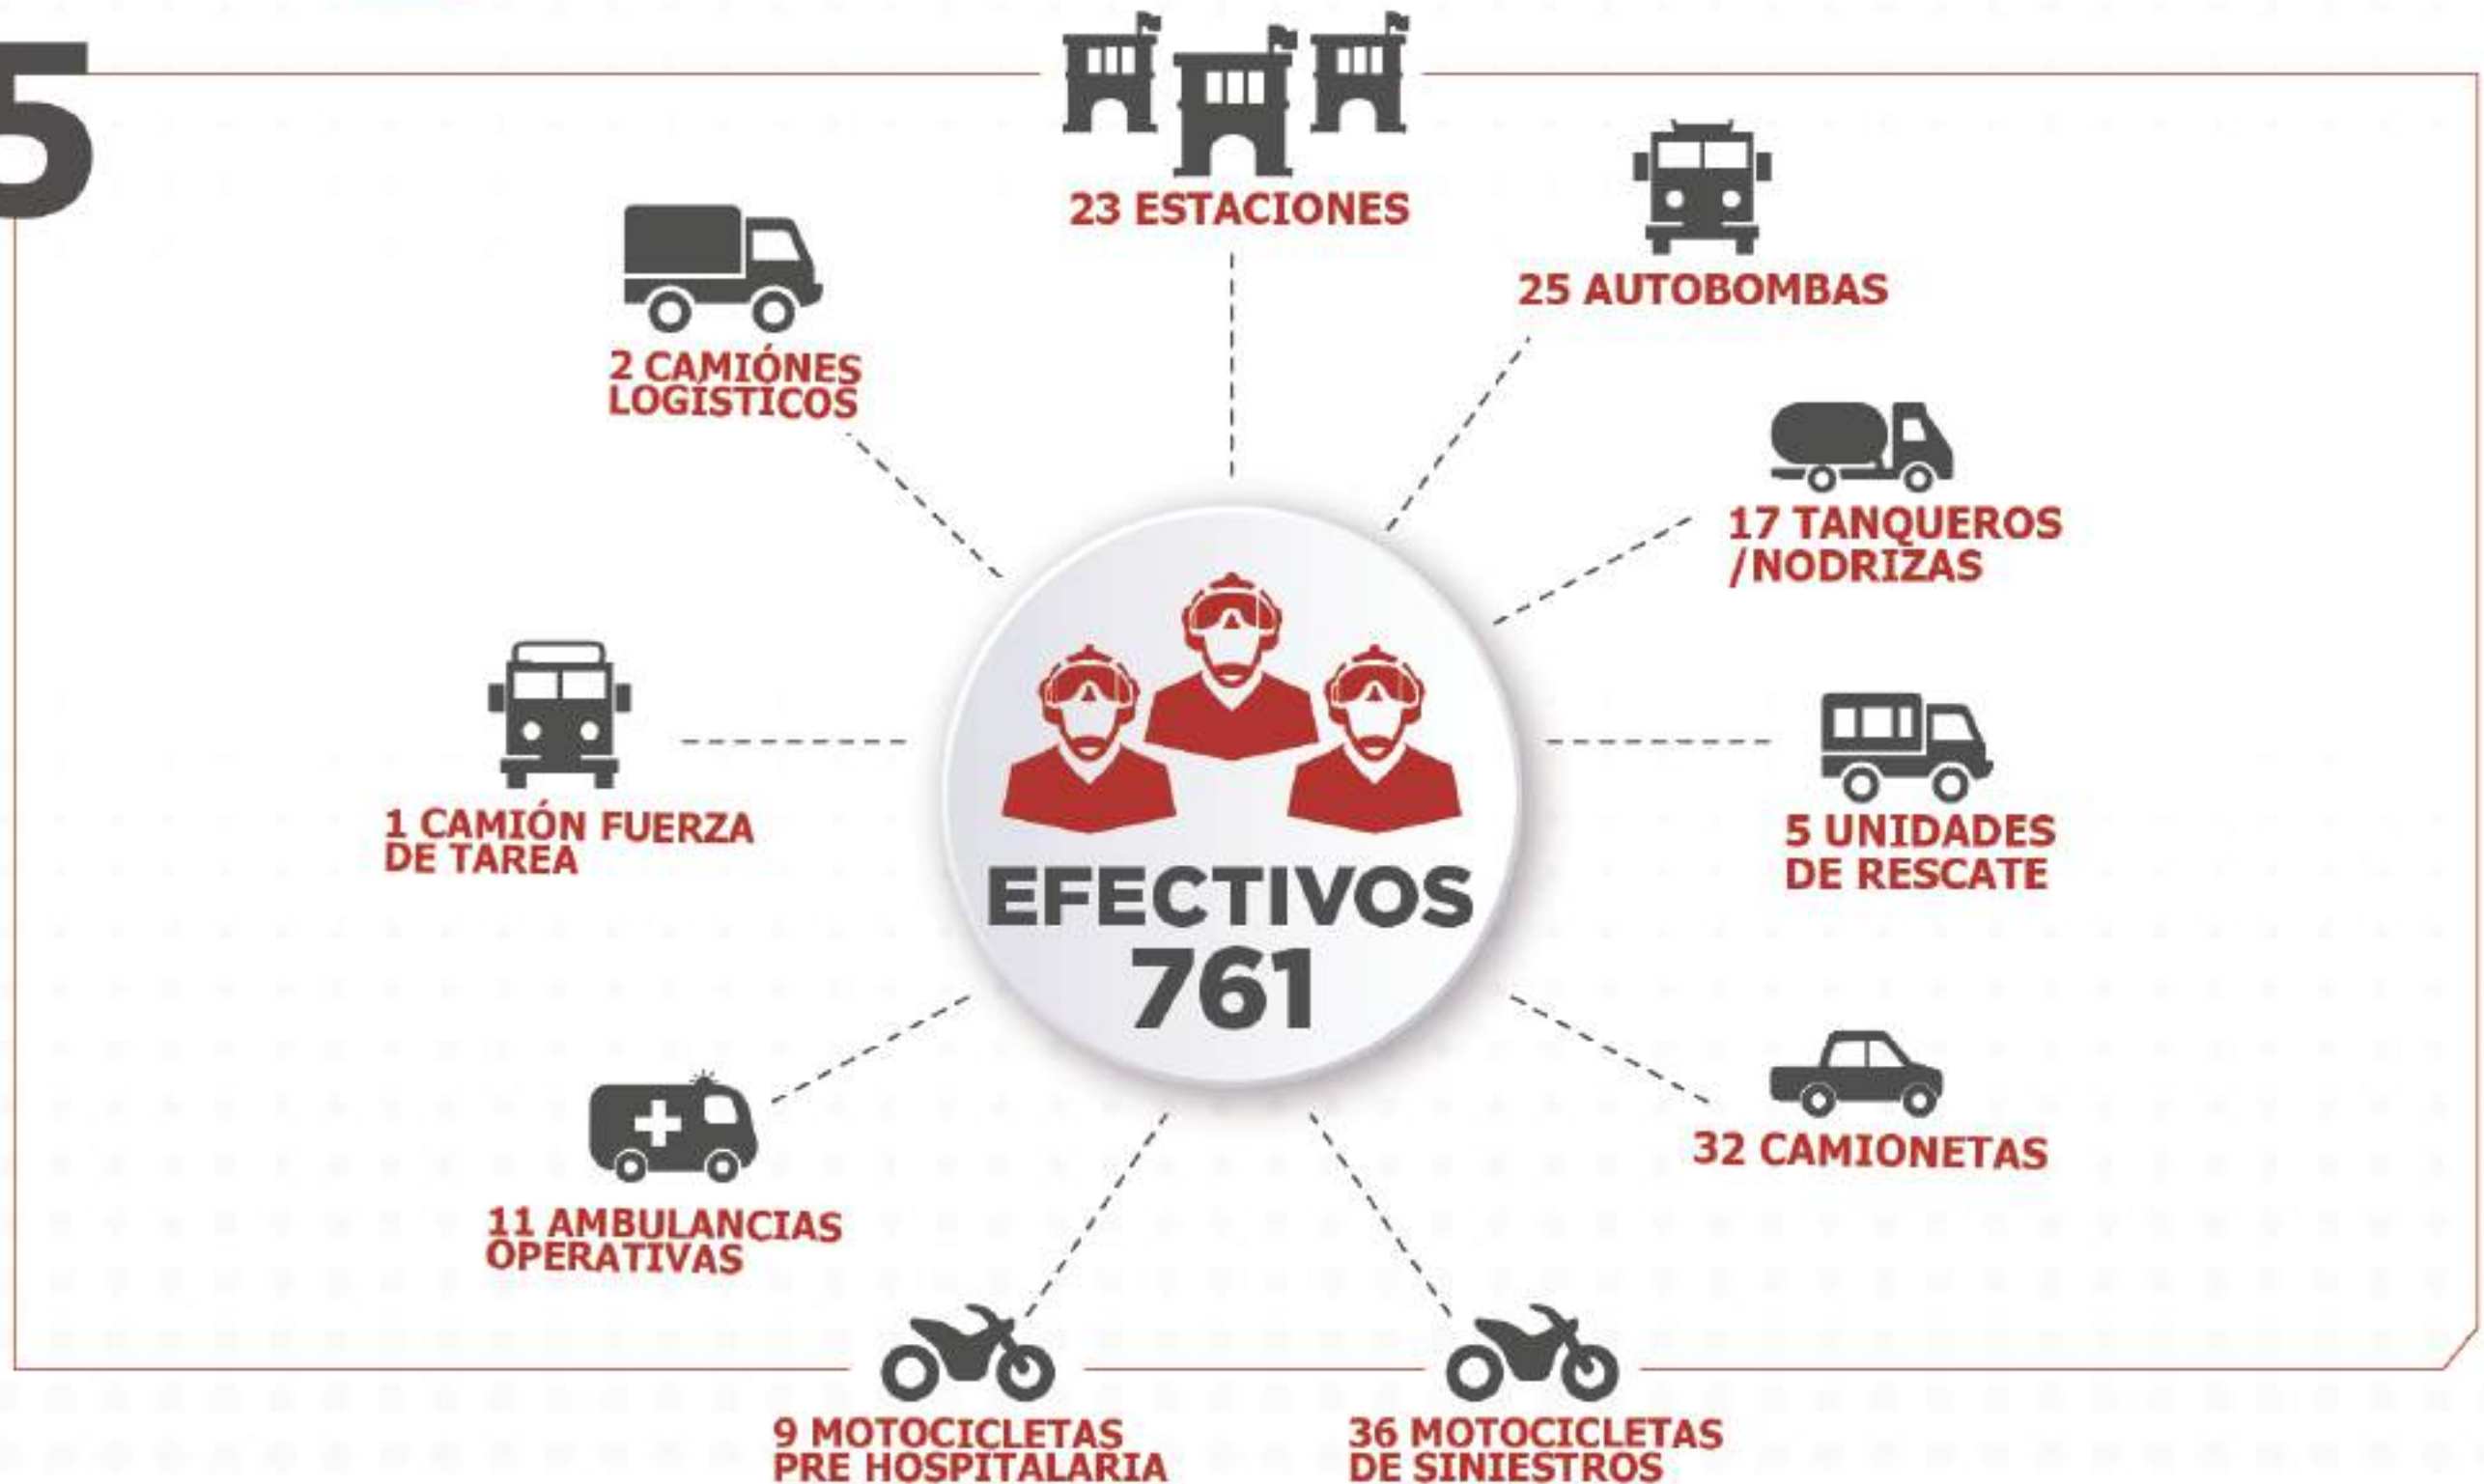 5
23 ESTACIONES
25 AUTOBOMBAS
2 CAMIÓNES
LOGÍSTICOS
17 TANQUEROS
/NODRIZAS
1 CAMIÓN FUERZA
DE TAREA
5 UNIDADES
DE RESCATE
EFECTIVOS
761
32 CAMIONETAS
11 AMBULANCIAS
OPERATIVAS
9 MOTOCICLETAS
PRE HOSPITALARIA
36 MOTOCICLETAS
DE SINIESTROS